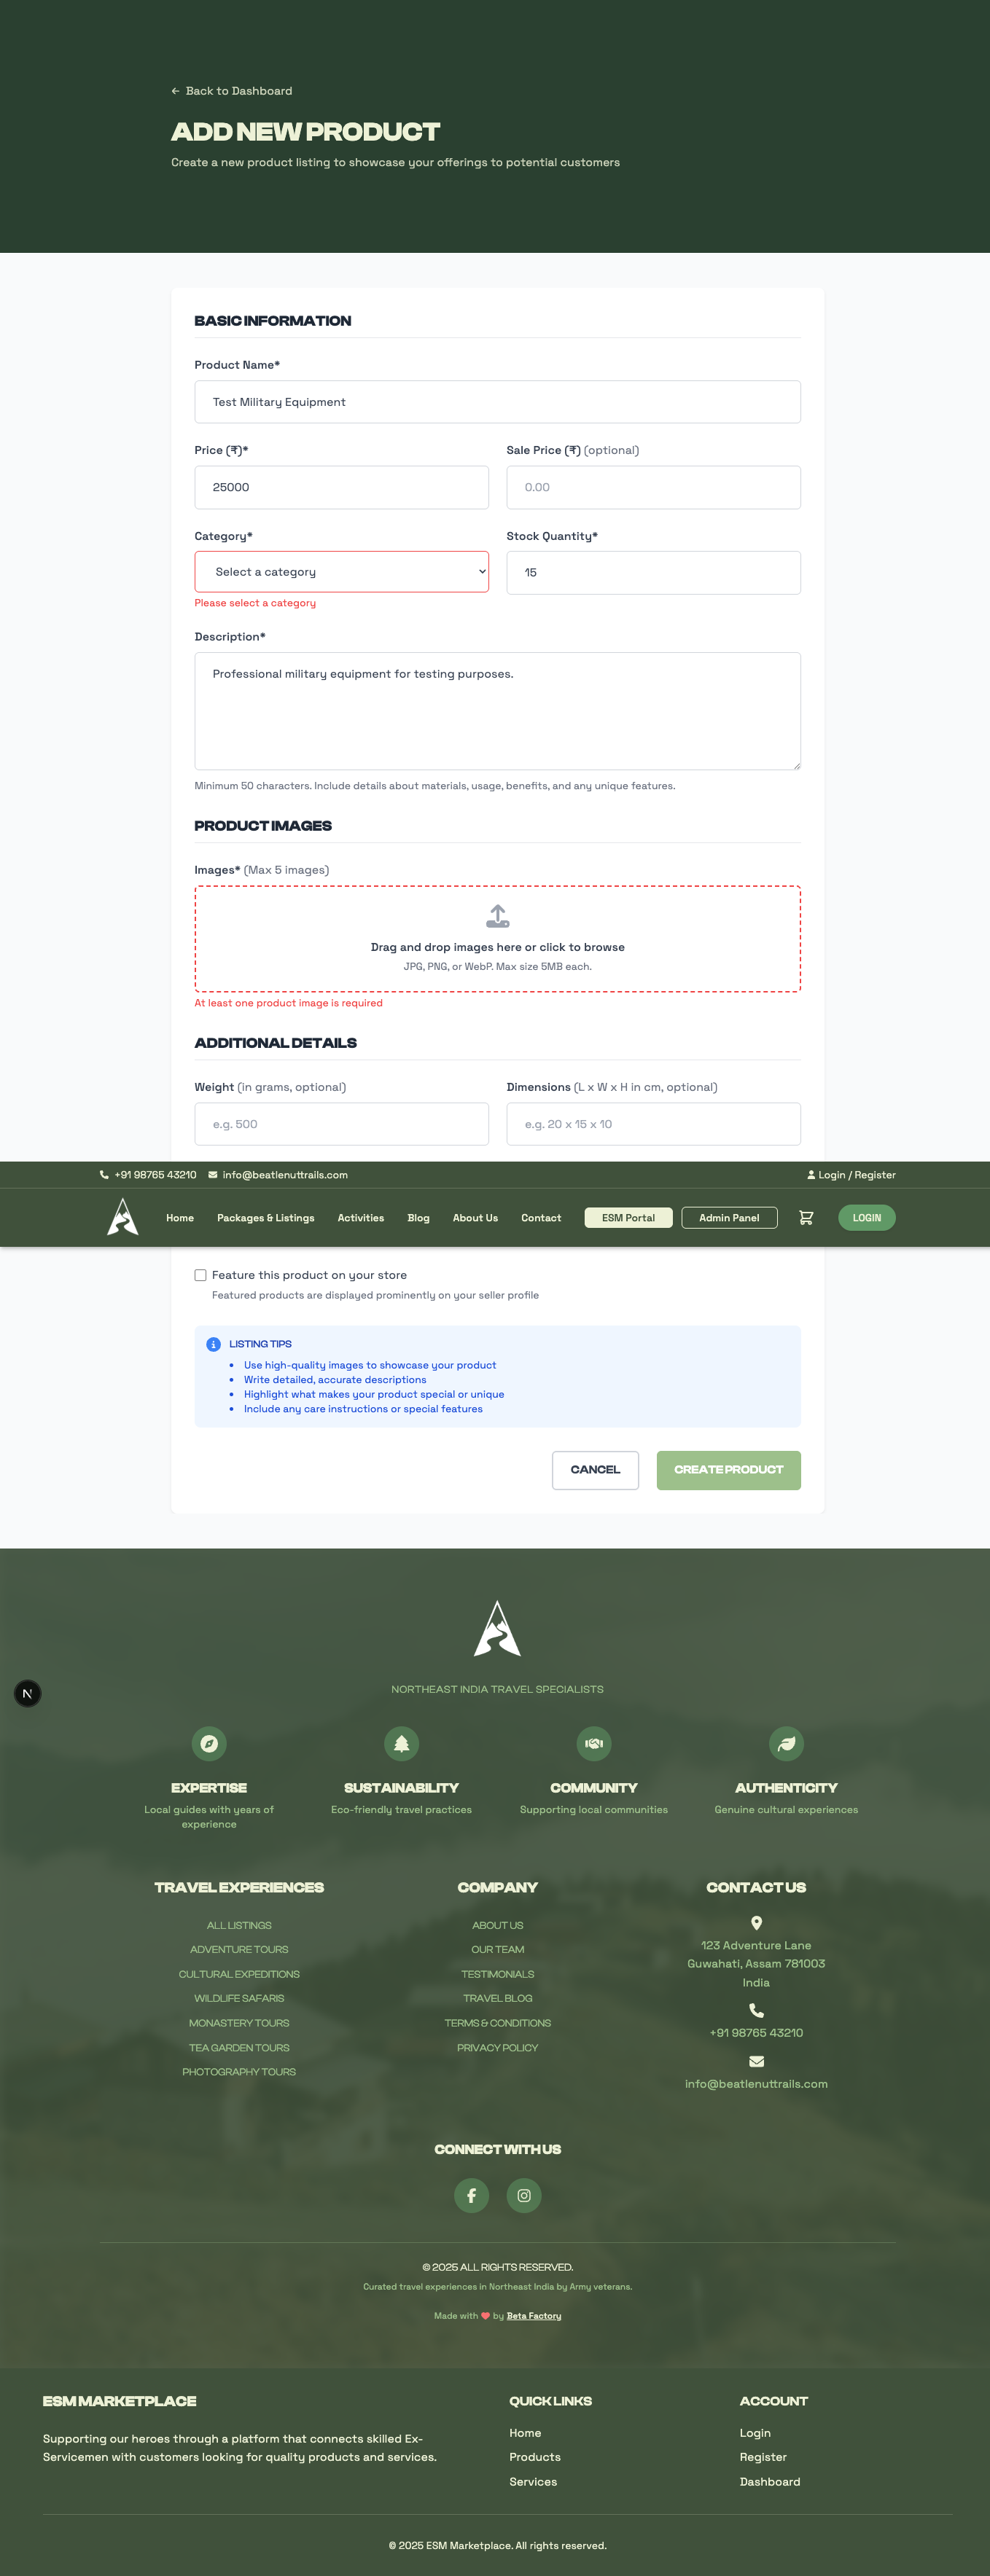 ← Back to Dashboard
ADD NEW PRODUCT
Create a new product listing to showcase your offerings to potential customers
BASIC INFORMATION
Product Name*
Test Military Equipment
Price (₹)*
Sale Price (₹) (optional)
25000
0.00
Category*
Stock Quantity*
Select a category
15
Please select a category
Description*
Professional military equipment for testing purposes.
Minimum 50 characters. Include details about materials, usage, benefits, and any unique features.
PRODUCT IMAGES
Images* (Max 5 images)
Drag and drop images here or click to browse
JPG, PNG, or WebP. Max size 5MB each.
At least one product image is required
ADDITIONAL DETAILS
Weight (in grams, optional)
Dimensions (L x W x H in cm, optional)
e.g. 500
e.g. 20 x 15 x 10
+91 98765 43210 info@beatlenuttrails.com Login / Register
Home Packages & Listings Activities Blog About Us Contact ESM Portal Admin Panel LOGIN
Feature this product on your store
Featured products are displayed prominently on your seller profile
LISTING TIPS
• Use high-quality images to showcase your product
• Write detailed, accurate descriptions
• Highlight what makes your product special or unique
• Include any care instructions or special features
CANCEL CREATE PRODUCT
NORTHEAST INDIA TRAVEL SPECIALISTS
N
EXPERTISE
Local guides with years of
experience
SUSTAINABILITY
Eco-friendly travel practices
COMMUNITY
Supporting local communities
AUTHENTICITY
Genuine cultural experiences
TRAVEL EXPERIENCES
ALL LISTINGS
ADVENTURE TOURS
CULTURAL EXPEDITIONS
WILDLIFE SAFARIS
MONASTERY TOURS
TEA GARDEN TOURS
PHOTOGRAPHY TOURS
COMPANY
ABOUT US
OUR TEAM
TESTIMONIALS
TRAVEL BLOG
TERMS & CONDITIONS
PRIVACY POLICY
CONTACT US
123 Adventure Lane
Guwahati, Assam 781003
India
+91 98765 43210
info@beatlenuttrails.com
CONNECT WITH US
© 2025 ALL RIGHTS RESERVED.
Curated travel experiences in Northeast India by Army veterans.
Made with ❤ by Beta Factory
ESM MARKETPLACE
Supporting our heroes through a platform that connects skilled Ex-
Servicemen with customers looking for quality products and services.
QUICK LINKS
Home
Products
Services
ACCOUNT
Login
Register
Dashboard
© 2025 ESM Marketplace. All rights reserved.